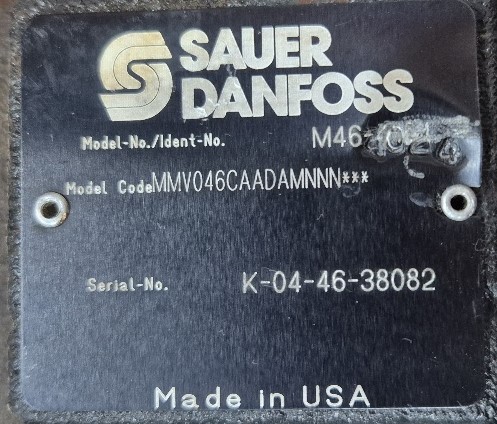 SAUER
DANFOSS
Model-No./Ident-No. M46-
Model Code MMV046CAADAMNNN***
Serial-No. K-04-46-38082
Made in USA